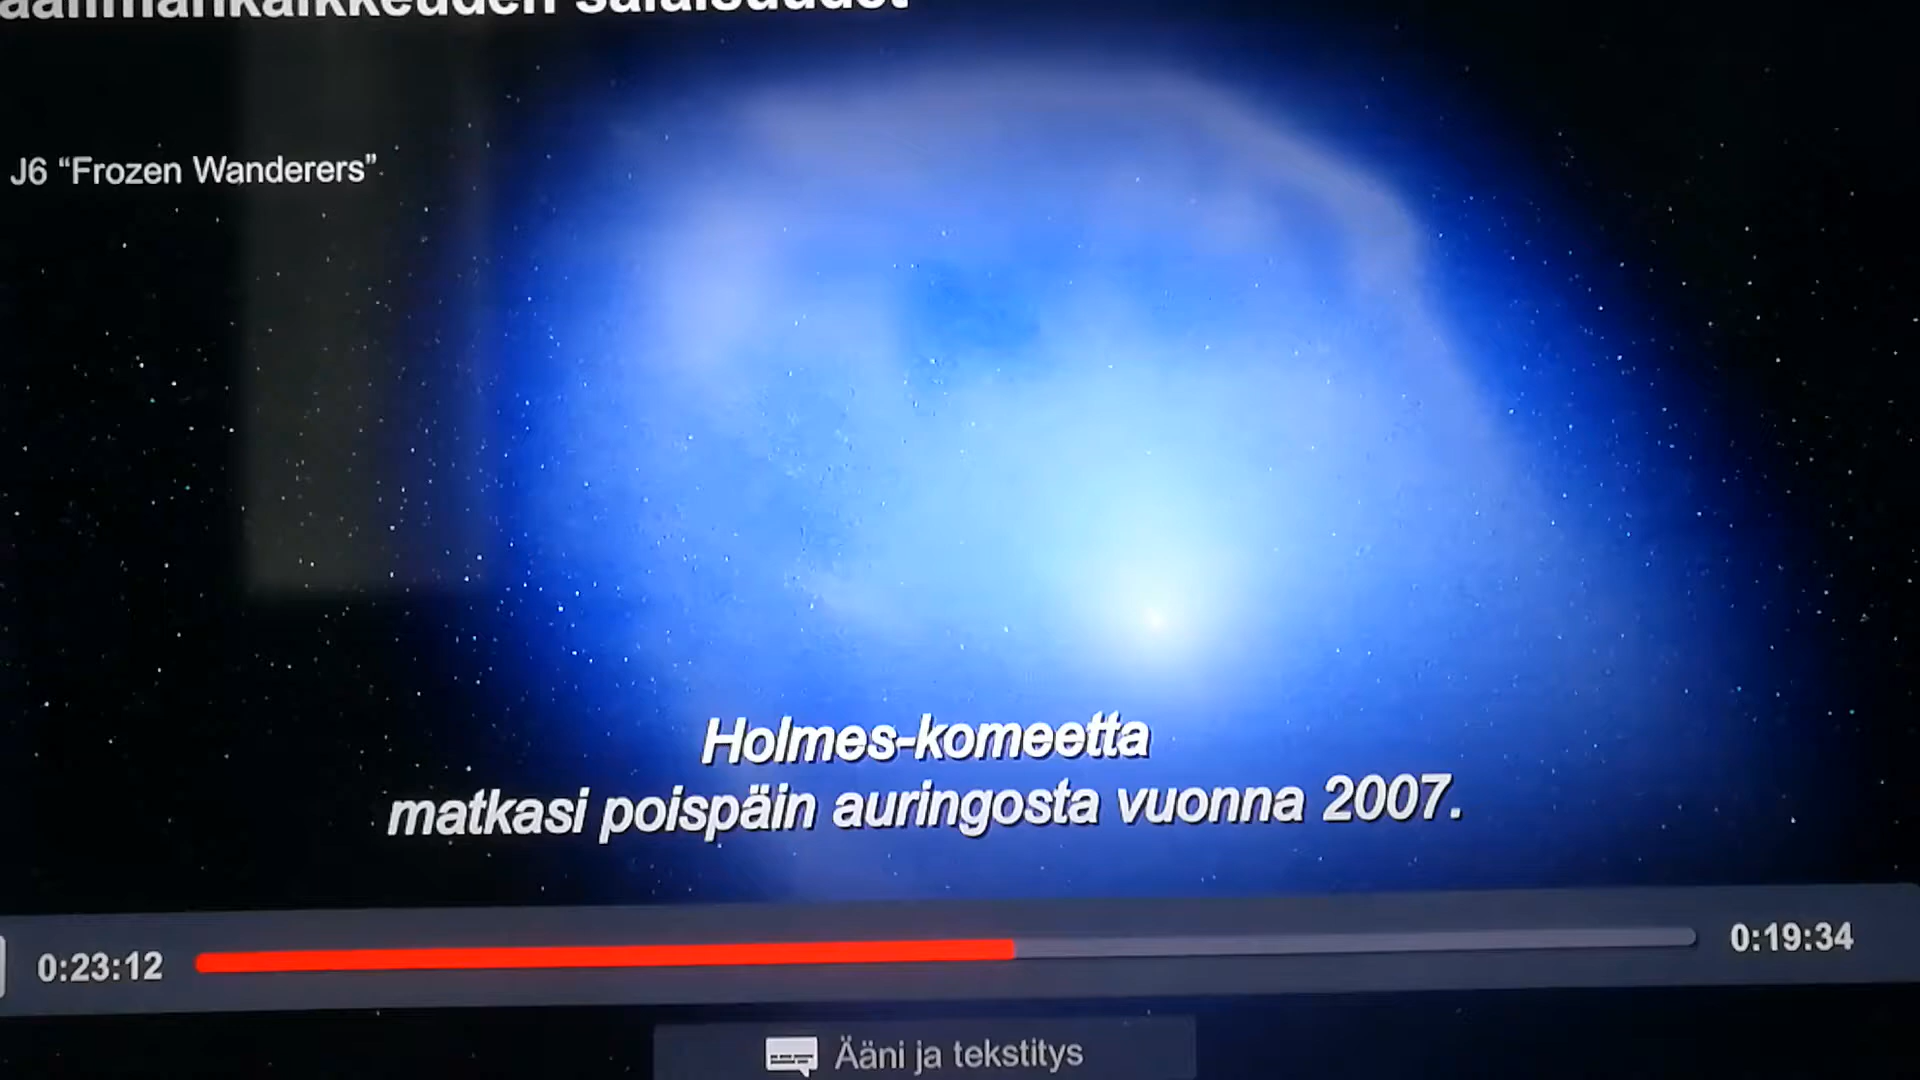 salaisuudet
J6 “Frozen Wanderers”
Holmes-komeetta
matkasi poispäin auringosta vuonna 2007.
0:23:12
0:19:34
Ääni ja tekstitys